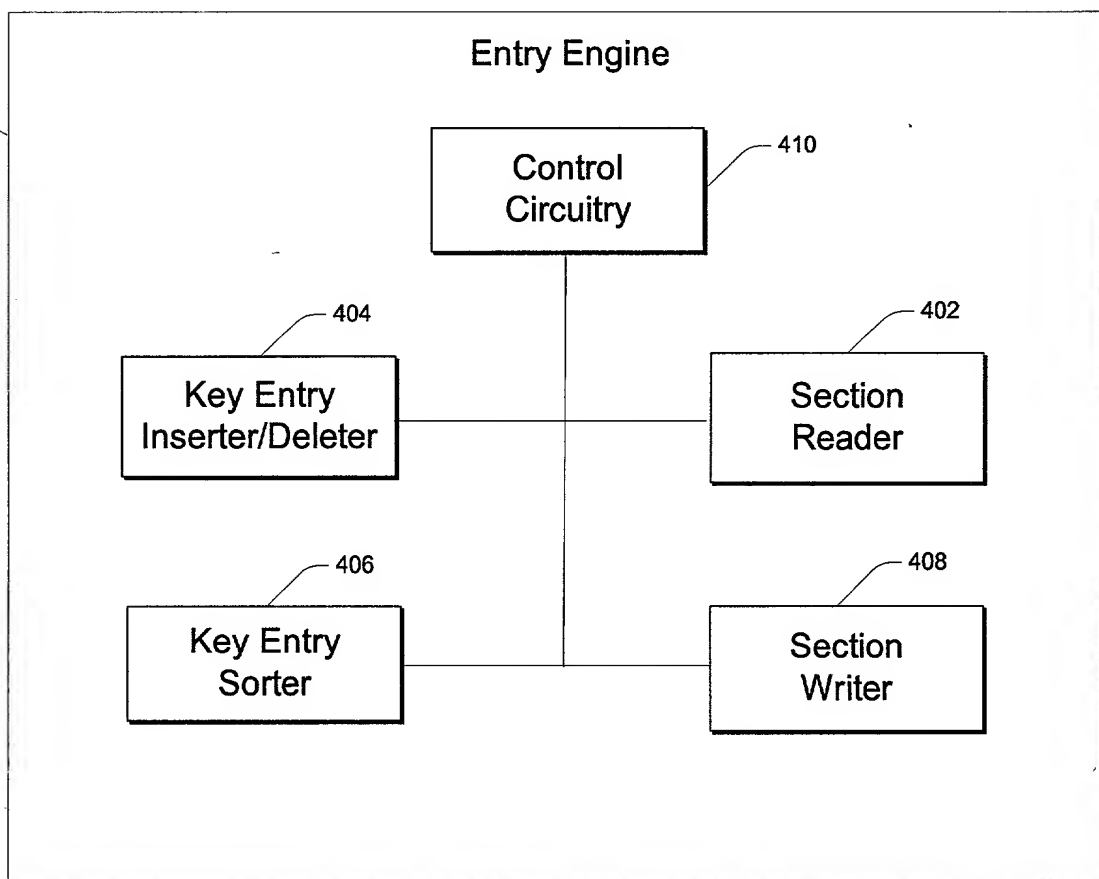 Entry Engine
Control
Circuitry
410
404
Key Entry
Inserter/Deleter
402
Section
Reader
406
Key Entry
Sorter
408
Section
Writer